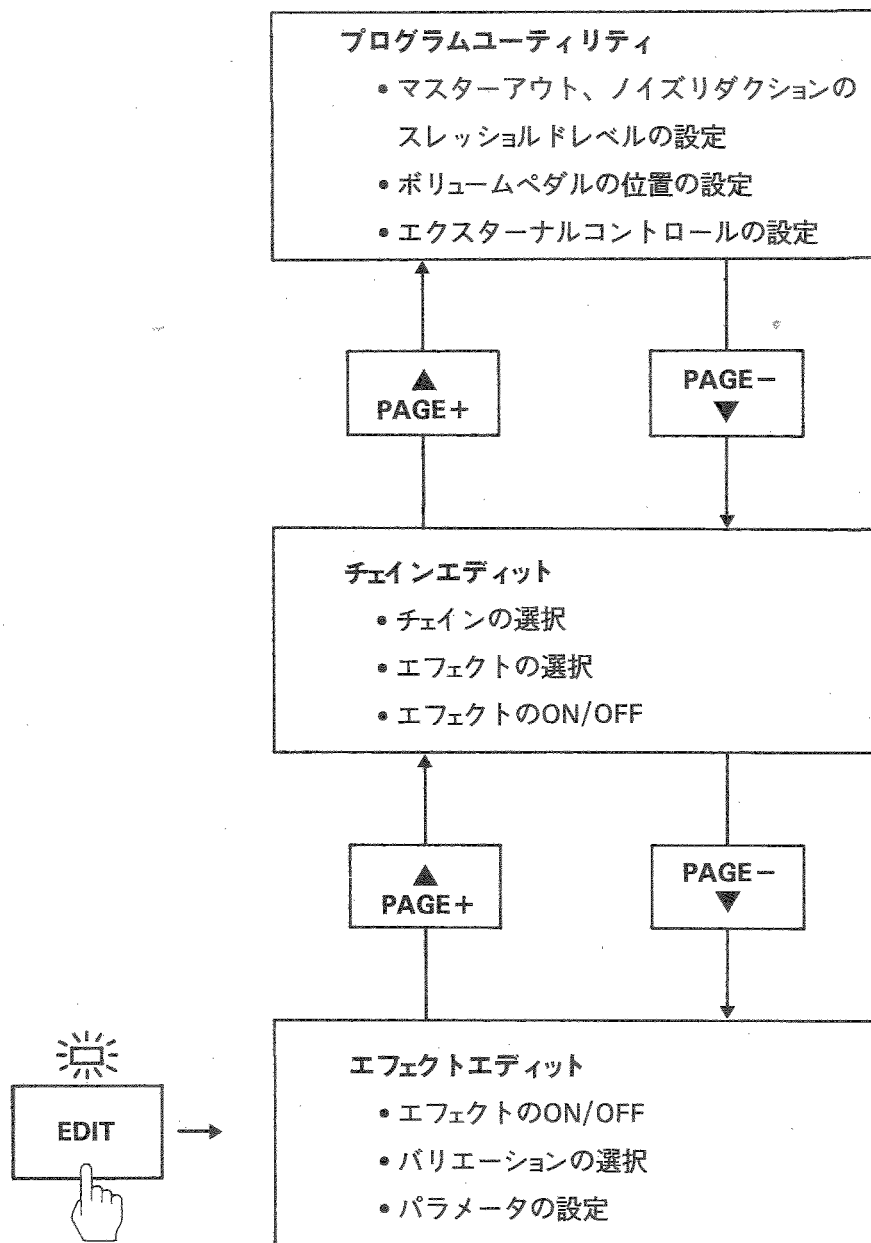 プログラムユーティリティ
•マスターアウト、ノイズリダクションの
スレッショルドレベルの設定
•ボリュームペダルの位置の設定
•エクスターナルコントロールの設定
▲
PAGE+
PAGE−
▼
チェインエディット
•チェインの選択
•エフェクトの選択
•エフェクトのON/OFF
▲
PAGE+
PAGE−
▼
EDIT
エフェクトエディット
•エフェクトのON/OFF
•バリエーションの選択
•パラメータの設定